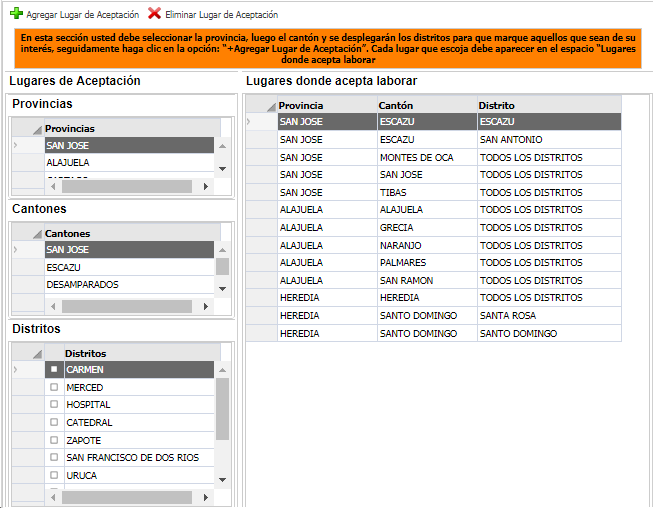 Agregar Lugar de Aceptación Eliminar Lugar de Aceptación
En esta sección usted debe seleccionar la provincia, luego el cantón y se desplegarán los distritos para que marque aquellos que sean de su
interés, seguidamente haga clic en la opción: "+Agregar Lugar de Aceptación". Cada lugar que escoja debe aparecer en el espacio "Lugares
donde acepta laborar
Lugares de Aceptación
Provincias
Provincias
SAN JOSE
ALAJUELA
Cantones
Cantones
SAN JOSE
ESCAZU
DESAMPARADOS
Distritos
Distritos
CARMEN
MERCED
HOSPITAL
CATEDRAL
ZAPOTE
SAN FRANCISCO DE DOS RIOS
URUCA
Lugares donde acepta laborar
Provincia Cantón Distrito
SAN JOSE ESCAZU ESCAZU
SAN JOSE ESCAZU SAN ANTONIO
SAN JOSE MONTES DE OCA TODOS LOS DISTRITOS
SAN JOSE SAN JOSE TODOS LOS DISTRITOS
SAN JOSE TIBAS TODOS LOS DISTRITOS
ALAJUELA ALAJUELA TODOS LOS DISTRITOS
ALAJUELA GRECIA TODOS LOS DISTRITOS
ALAJUELA NARANJO TODOS LOS DISTRITOS
ALAJUELA PALMARES TODOS LOS DISTRITOS
ALAJUELA SAN RAMON TODOS LOS DISTRITOS
HEREDIA HEREDIA TODOS LOS DISTRITOS
HEREDIA SANTO DOMINGO SANTA ROSA
HEREDIA SANTO DOMINGO SANTO DOMINGO